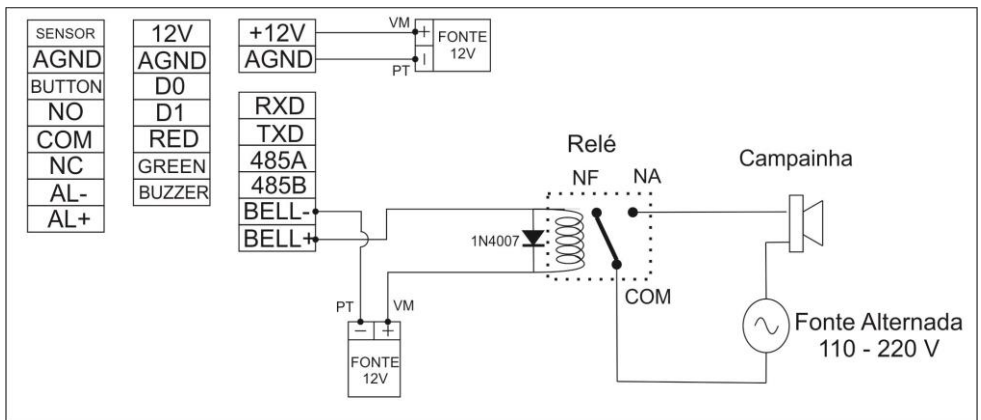 SENSOR
AGND
BUTTON
NO
COM
NC
AL-
AL+
12V
AGND
D0
D1
RED
GREEN
BUZZER
+12V
AGND
RXD
TXD
485A
485B
BELL-
BELL+
VM
PT
+
-
FONTE
12V
PT
VM
-
+
FONTE
12V
1N4007
Relé
NF
NA
COM
Campainha
Fonte Alternada
110 - 220 V